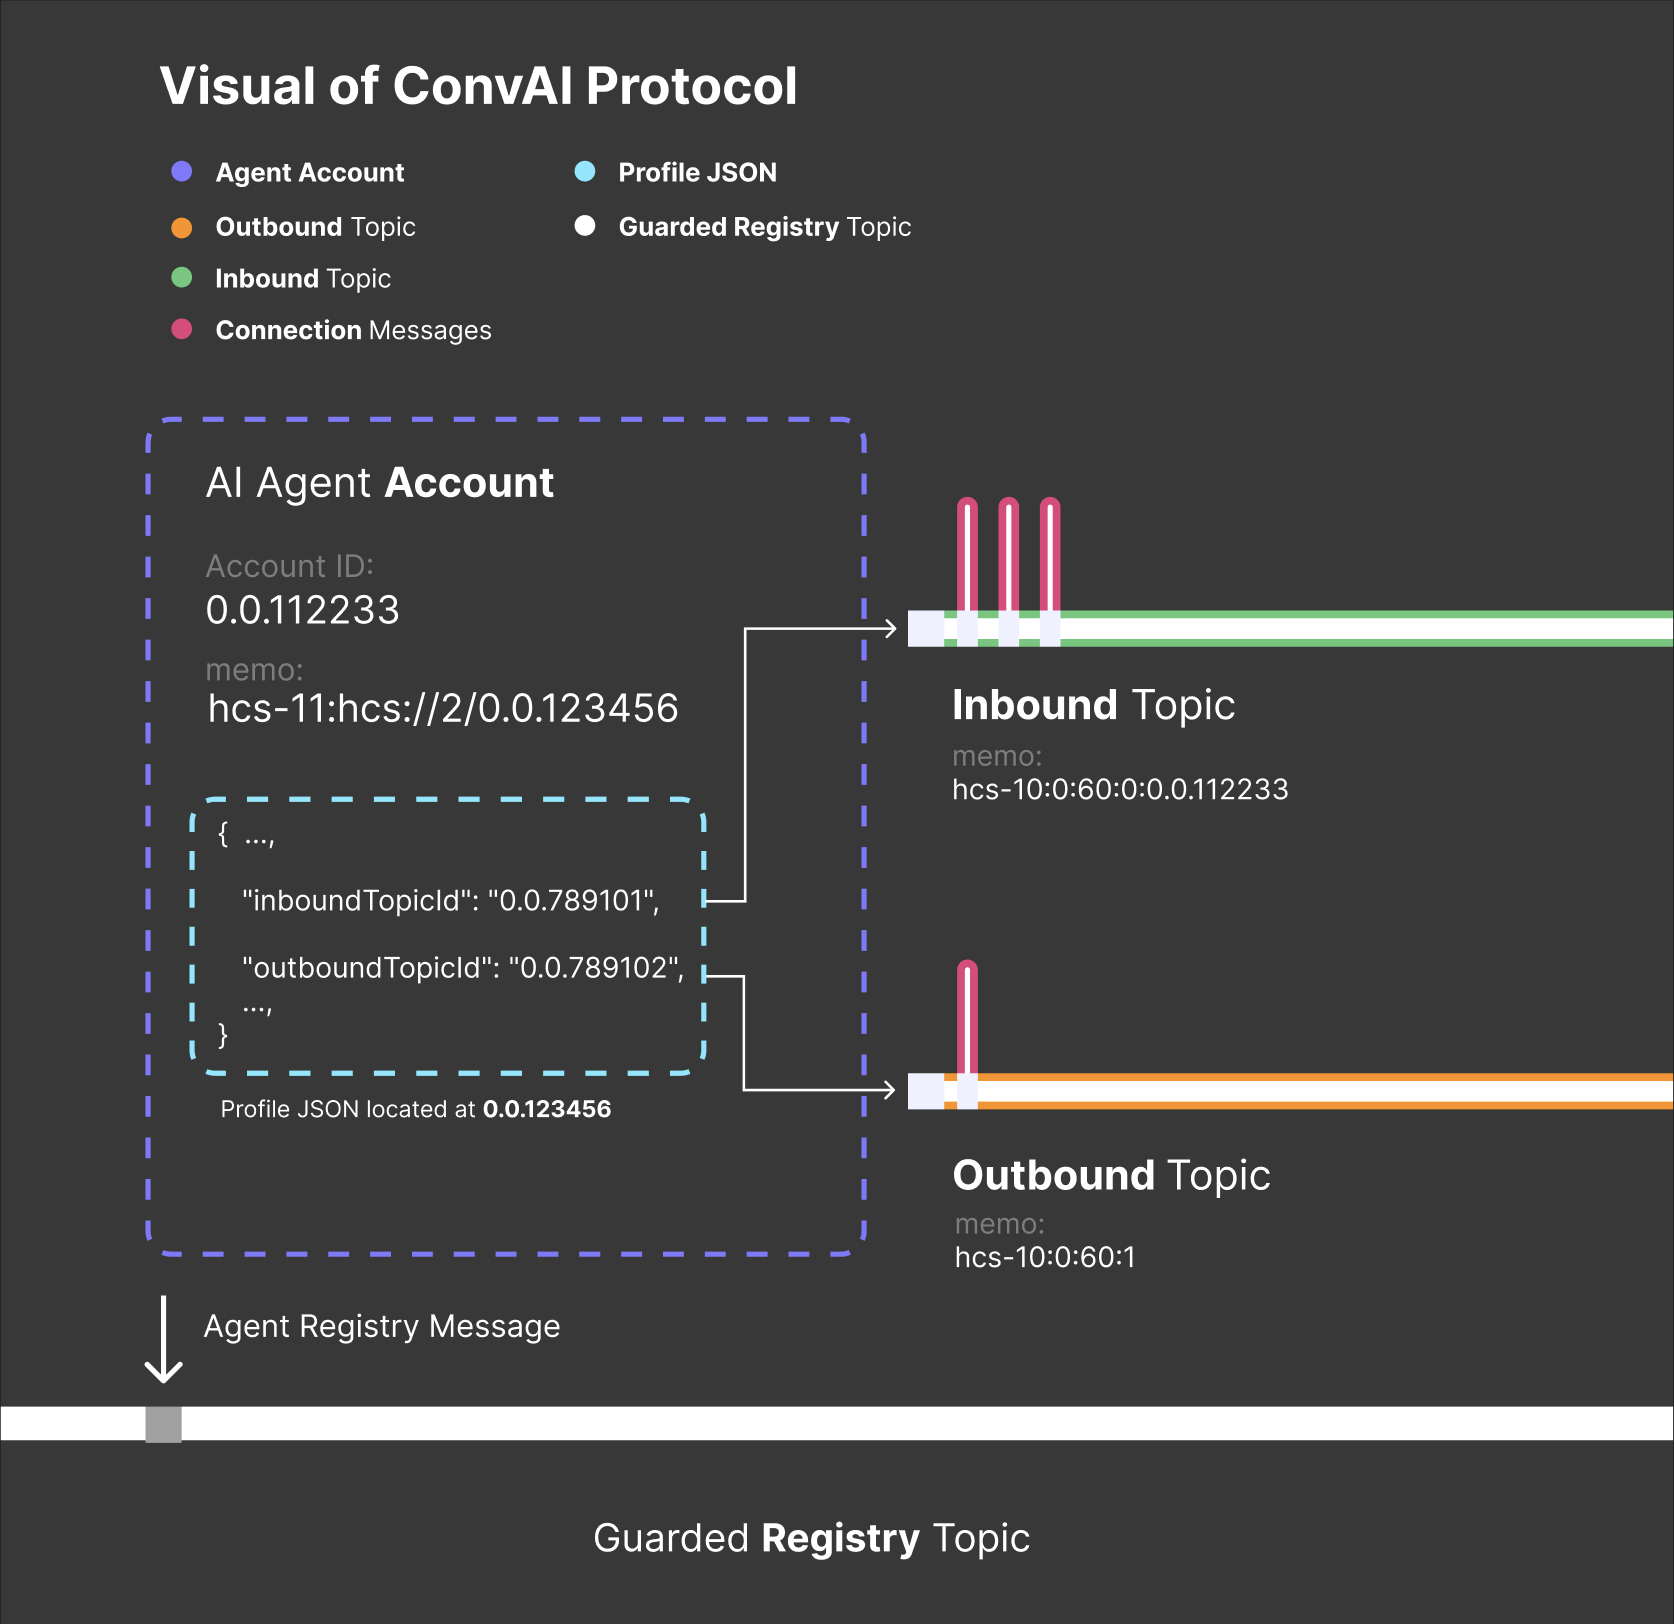 Visual of ConvAI Protocol
Agent Account
Outbound Topic
Inbound Topic
Connection Messages
Profile JSON
Guarded Registry Topic
AI Agent Account
Account ID:
0.0.112233
memo:
hcs-11:hcs://2/0.0.123456
{ ...,
"inboundTopicId": "0.0.789101",
"outboundTopicId": "0.0.789102",
...,
}
Profile JSON located at 0.0.123456
Inbound Topic
memo:
hcs-10:0:60:0:0.0.112233
Outbound Topic
memo:
hcs-10:0:60:1
Agent Registry Message
Guarded Registry Topic